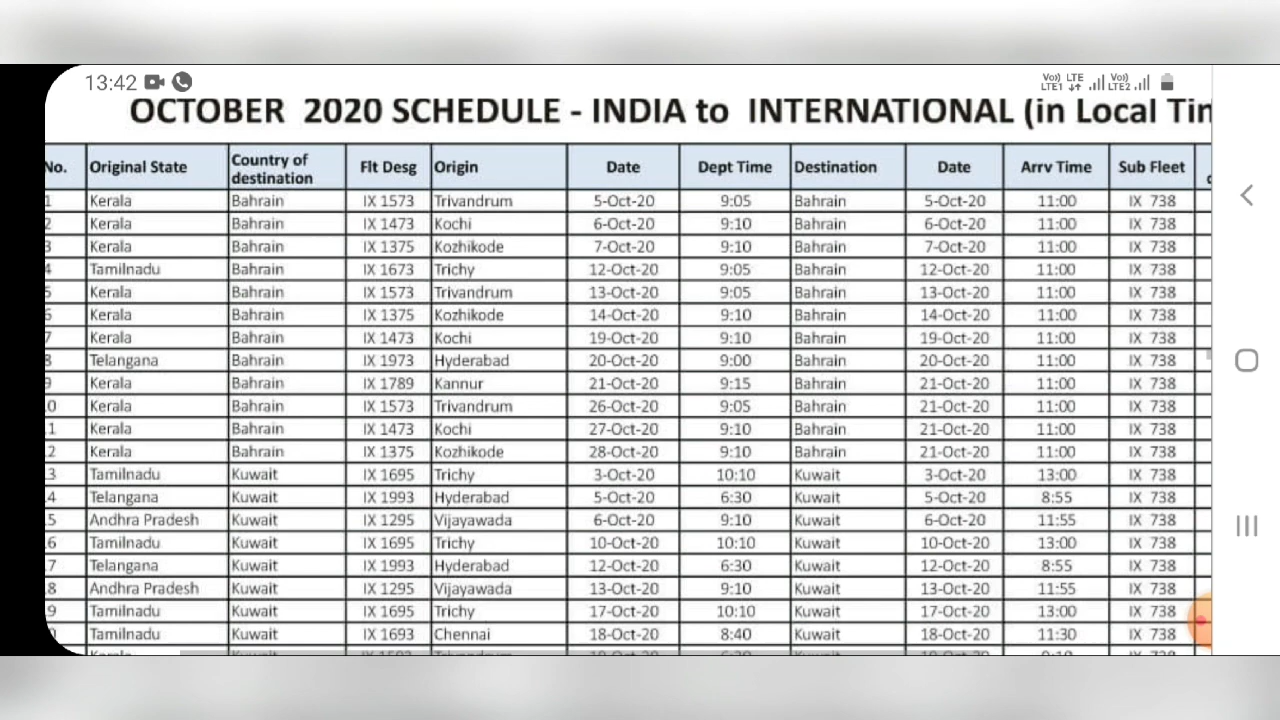 13:42 Vo) LTE Vo)
LTE1 LTE2
OCTOBER 2020 SCHEDULE - INDIA to INTERNATIONAL (in Local
No. Original State Country of destination Flt Desg Origin Date Dept Time Destination Date Arrv Time Sub Fleet
1 Kerala Bahrain IX 1573 Trivandrum 5-Oct-20 9:05 Bahrain 5-Oct-20 11:00 IX 738
2 Kerala Bahrain IX 1473 Kochi 6-Oct-20 9:10 Bahrain 6-Oct-20 11:00 IX 738
3 Kerala Bahrain IX 1375 Kozhikode 7-Oct-20 9:10 Bahrain 7-Oct-20 11:00 IX 738
4 Tamilnadu Bahrain IX 1673 Trichy 12-Oct-20 9:05 Bahrain 12-Oct-20 11:00 IX 738
5 Kerala Bahrain IX 1573 Trivandrum 13-Oct-20 9:05 Bahrain 13-Oct-20 11:00 IX 738
6 Kerala Bahrain IX 1375 Kozhikode 14-Oct-20 9:10 Bahrain 14-Oct-20 11:00 IX 738
7 Kerala Bahrain IX 1473 Kochi 19-Oct-20 9:10 Bahrain 19-Oct-20 11:00 IX 738
8 Telangana Bahrain IX 1973 Hyderabad 20-Oct-20 9:00 Bahrain 20-Oct-20 11:00 IX 738
9 Kerala Bahrain IX 1789 Kannur 21-Oct-20 9:15 Bahrain 21-Oct-20 11:00 IX 738
.0 Kerala Bahrain IX 1573 Trivandrum 26-Oct-20 9:05 Bahrain 21-Oct-20 11:00 IX 738
.1 Kerala Bahrain IX 1473 Kochi 27-Oct-20 9:10 Bahrain 21-Oct-20 11:00 IX 738
.2 Kerala Bahrain IX 1375 Kozhikode 28-Oct-20 9:10 Bahrain 21-Oct-20 11:00 IX 738
.3 Tamilnadu Kuwait IX 1695 Trichy 3-Oct-20 10:10 Kuwait 3-Oct-20 13:00 IX 738
.4 Telangana Kuwait IX 1993 Hyderabad 5-Oct-20 6:30 Kuwait 5-Oct-20 8:55 IX 738
.5 Andhra Pradesh Kuwait IX 1295 Vijayawada 6-Oct-20 9:10 Kuwait 6-Oct-20 11:55 IX 738
.6 Tamilnadu Kuwait IX 1695 Trichy 10-Oct-20 10:10 Kuwait 10-Oct-20 13:00 IX 738
.7 Telangana Kuwait IX 1993 Hyderabad 12-Oct-20 6:30 Kuwait 12-Oct-20 8:55 IX 738
.8 Andhra Pradesh Kuwait IX 1295 Vijayawada 13-Oct-20 9:10 Kuwait 13-Oct-20 11:55 IX 738
.9 Tamilnadu Kuwait IX 1695 Trichy 17-Oct-20 10:10 Kuwait 17-Oct-20 13:00 IX 738
Tamilnadu Kuwait IX 1693 Chennai 18-Oct-20 8:40 Kuwait 18-Oct-20 11:30 IX 738